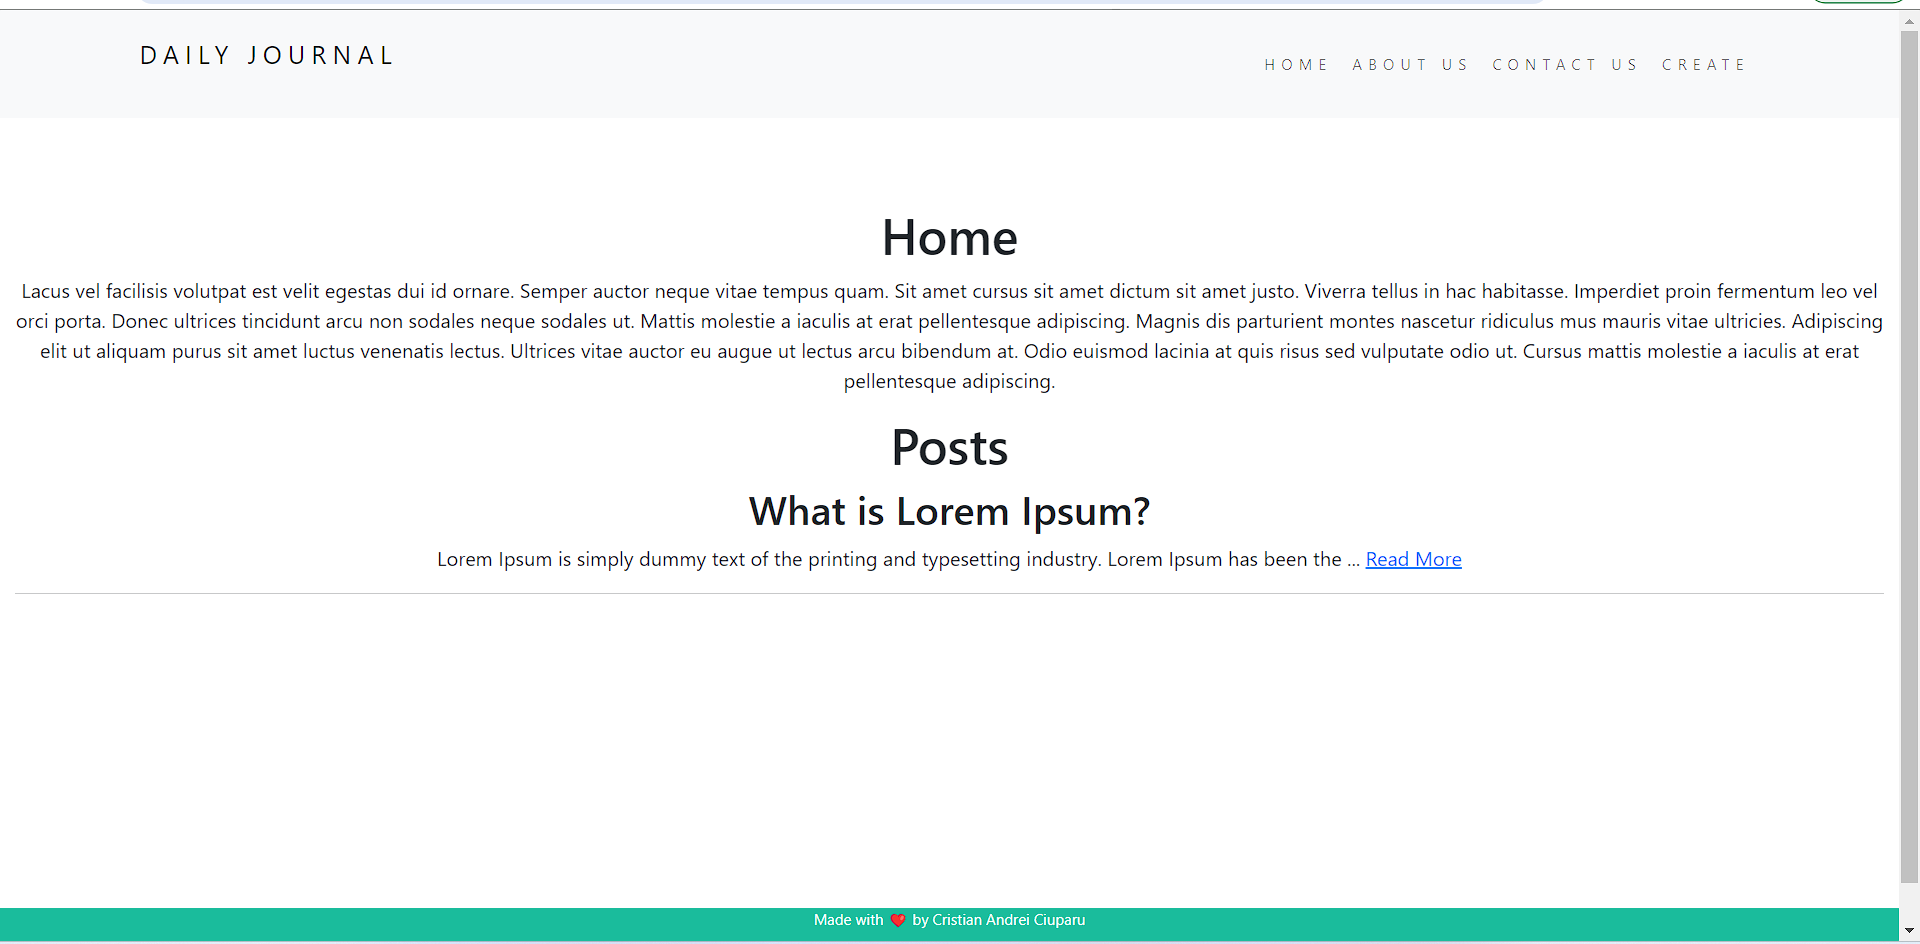 DAILY JOURNAL
HOME ABOUT US CONTACT US CREATE
Home
Lacus vel facilisis volutpat est velit egestas dui id ornare. Semper auctor neque vitae tempus quam. Sit amet cursus sit amet dictum sit amet justo. Viverra tellus in hac habitasse. Imperdiet proin fermentum leo vel
orci porta. Donec ultrices tincidunt arcu non sodales neque sodales ut. Mattis molestie a iaculis at erat pellentesque adipiscing. Magnis dis parturient montes nascetur ridiculus mus mauris vitae ultricies. Adipiscing
elit ut aliquam purus sit amet luctus venenatis lectus. Ultrices vitae auctor eu augue ut lectus arcu bibendum at. Odio euismod lacinia at quis risus sed vulputate odio ut. Cursus mattis molestie a iaculis at erat
pellentesque adipiscing.
Posts
What is Lorem Ipsum?
Lorem Ipsum is simply dummy text of the printing and typesetting industry. Lorem Ipsum has been the ... Read More
Made with ❤️ by Cristian Andrei Ciuparu